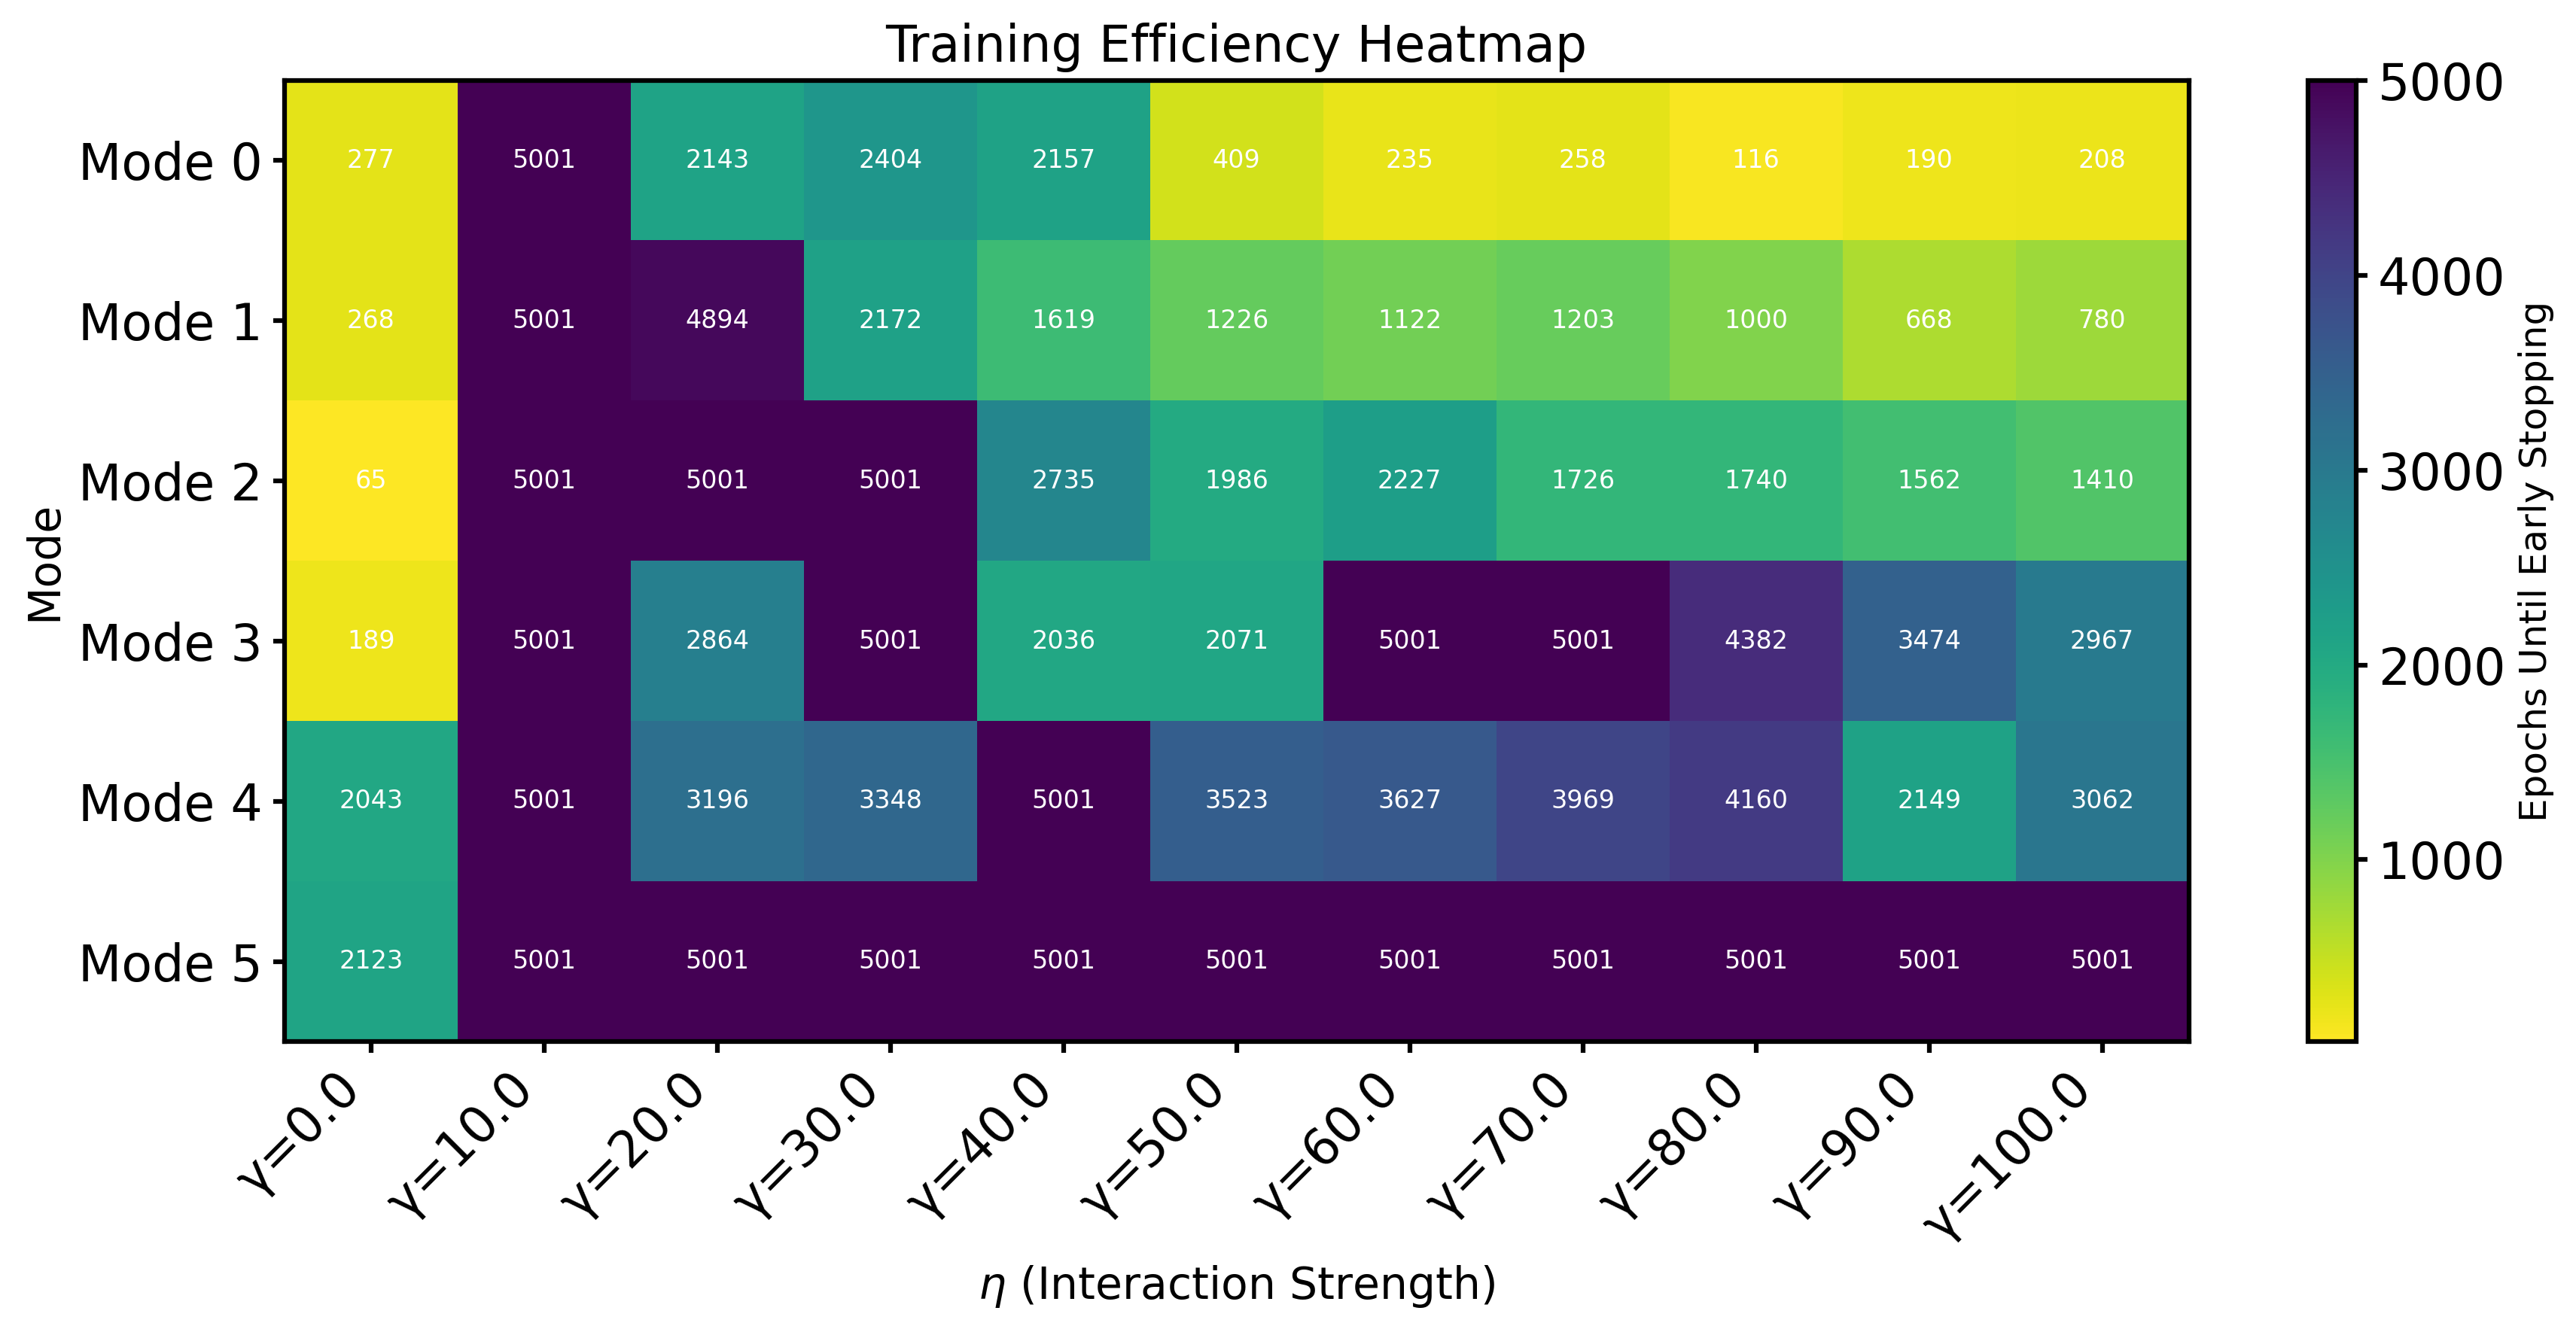 Training Efficiency Heatmap
Mode 0 277 5001 2143 2404 2157 409 235 258 116 190 208
Mode 1 268 5001 4894 2172 1619 1226 1122 1203 1000 668 780
Mode 2 65 5001 5001 5001 2735 1986 2227 1726 1740 1562 1410
Mode 3 189 5001 2864 5001 2036 2071 5001 5001 4382 3474 2967
Mode 4 2043 5001 3196 3348 5001 3523 3627 3969 4160 2149 3062
Mode 5 2123 5001 5001 5001 5001 5001 5001 5001 5001 5001 5001
Mode
γ=0.0 γ=10.0 γ=20.0 γ=30.0 γ=40.0 γ=50.0 γ=60.0 γ=70.0 γ=80.0 γ=90.0 γ=100.0
η (Interaction Strength)
5000
4000
3000
2000
1000
Epochs Until Early Stopping